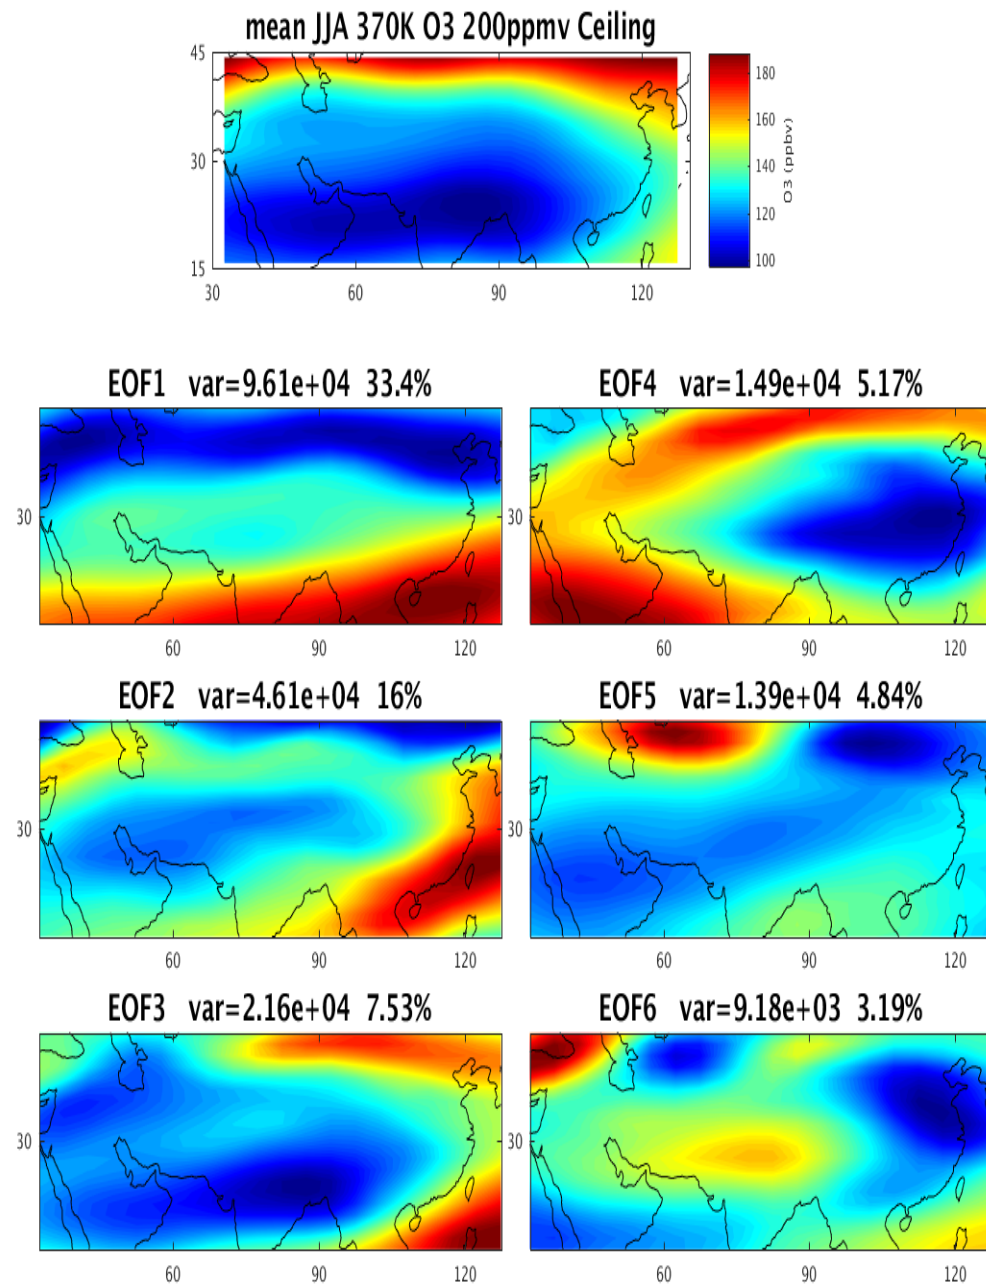 mean JJA 370K O3 200ppmv Ceiling
45
30
15
30 60 90 120
180
160
140
120
100
O3 (ppbv)
EOF1 var=9.61e+04 33.4%
30
60 90 120
EOF4 var=1.49e+04 5.17%
30
60 90 120
EOF2 var=4.61e+04 16%
30
60 90 120
EOF5 var=1.39e+04 4.84%
30
60 90 120
EOF3 var=2.16e+04 7.53%
30
60 90 120
EOF6 var=9.18e+03 3.19%
30
60 90 120